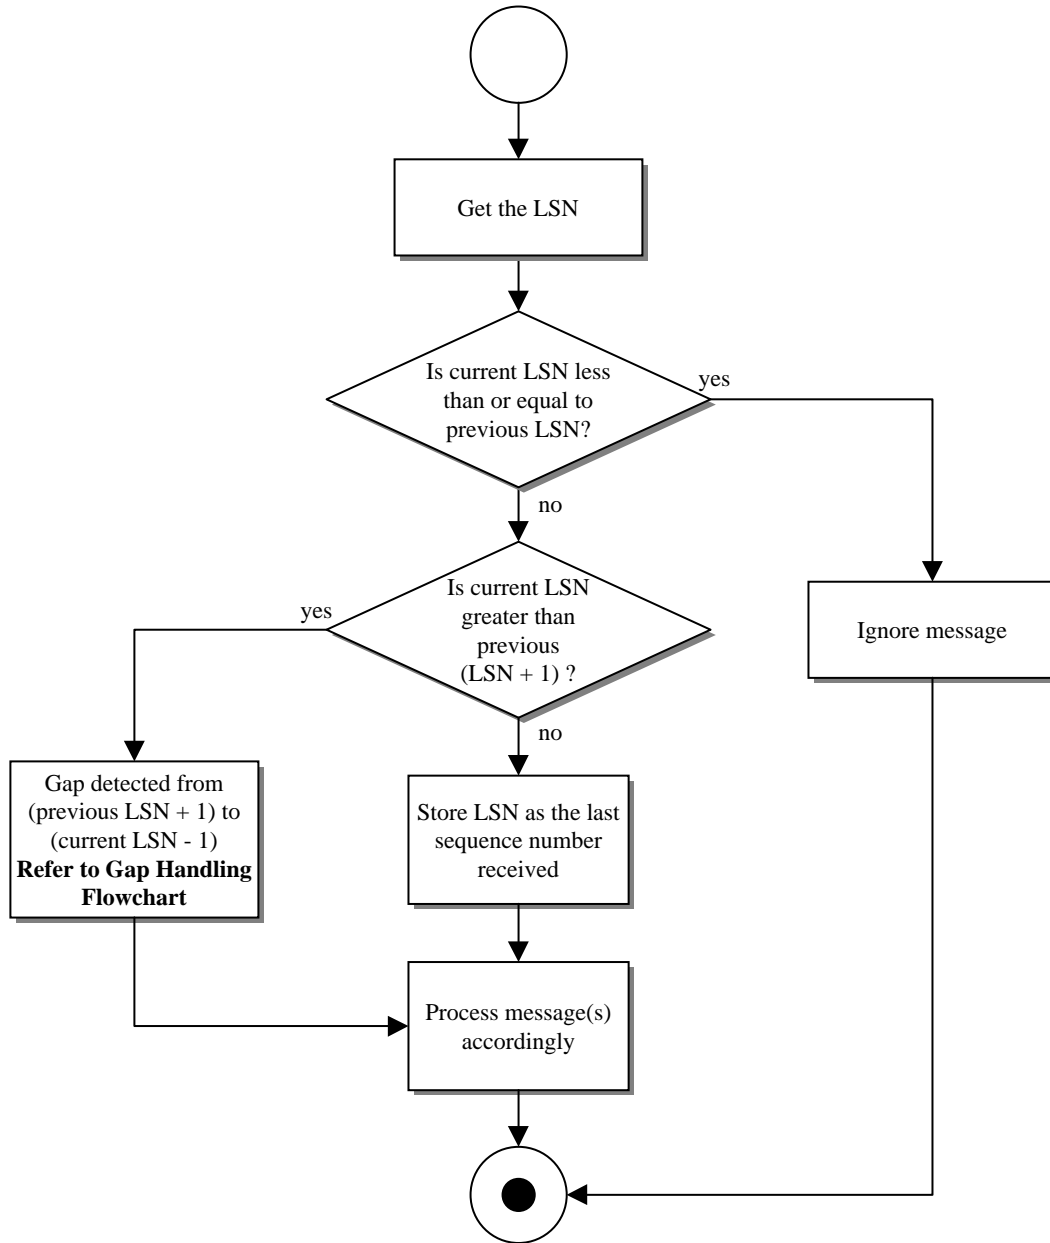 Get the LSN
Is current LSN less
than or equal to
previous LSN?
yes
no
Is current LSN
greater than
previous
(LSN + 1) ?
yes
Ignore message
no
Gap detected from
(previous LSN + 1) to
(current LSN - 1)
Refer to Gap Handling
Flowchart
Store LSN as the last
sequence number
received
Process message(s)
accordingly